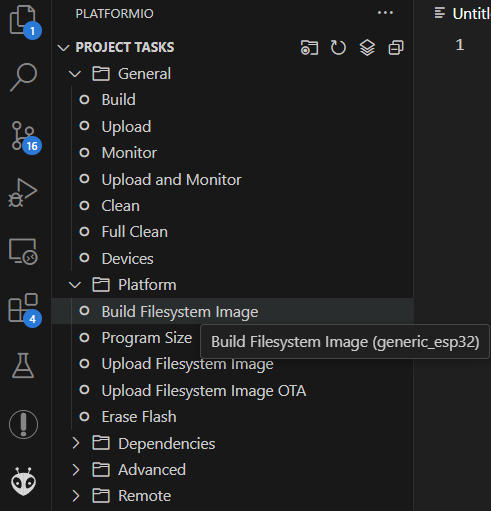 PLATFORMIO
Untitle
PROJECT TASKS
1
1
General
Build
Upload
Monitor
16
Upload and Monitor
Clean
Full Clean
Devices
Platform
Build Filesystem Image
4
Program Size
Build Filesystem Image (generic_esp32)
Upload Filesystem Image
Upload Filesystem Image OTA
Erase Flash
Dependencies
Advanced
Remote